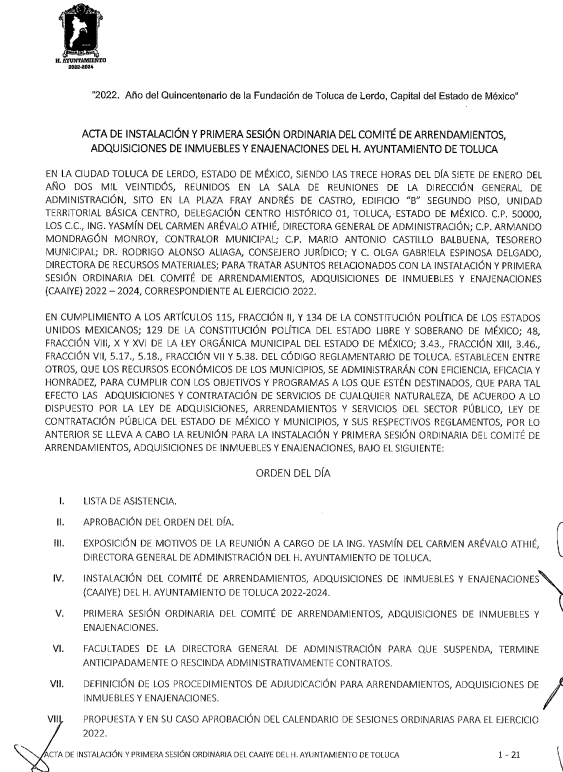 H. AYUNTAMIENTO
2022-2024
"2022. Año del Quincentenario de la Fundación de Toluca de Lerdo, Capital del Estado de México"
ACTA DE INSTALACIÓN Y PRIMERA SESIÓN ORDINARIA DEL COMITÉ DE ARRENDAMIENTOS,
ADQUISICIONES DE INMUEBLES Y ENAJENACIONES DEL H. AYUNTAMIENTO DE TOLUCA
EN LA CIUDAD TOLUCA DE LERDO, ESTADO DE MÉXICO, SIENDO LAS TRECE HORAS DEL DÍA SIETE DE ENERO DEL
AÑO DOS MIL VEINTIDÓS, REUNIDOS EN LA SALA DE REUNIONES DE LA DIRECCIÓN GENERAL DE
ADMINISTRACIÓN, SITO EN LA PLAZA FRAY ANDRÉS DE CASTRO, EDIFICIO "B" SEGUNDO PISO, UNIDAD
TERRITORIAL BÁSICA CENTRO, DELEGACIÓN CENTRO HISTÓRICO 01, TOLUCA, ESTADO DE MÉXICO. C.P. 50000,
LOS C.C., ING. YASMÍN DEL CARMEN ARÉVALO ATHIÉ, DIRECTORA GENERAL DE ADMINISTRACIÓN; C.P. ARMANDO
MONDRAGÓN MONROY, CONTRALOR MUNICIPAL; C.P. MARIO ANTONIO CASTILLO BALBUENA, TESORERO
MUNICIPAL; DR. RODRIGO ALONSO ALIAGA, CONSEJERO JURÍDICO; Y C. OLGA GABRIELA ESPINOSA DELGADO,
DIRECTORA DE RECURSOS MATERIALES; PARA TRATAR ASUNTOS RELACIONADOS CON LA INSTALACIÓN Y PRIMERA
SESIÓN ORDINARIA DEL COMITÉ DE ARRENDAMIENTOS, ADQUISICIONES DE INMUEBLES Y ENAJENACIONES
(CAAIYE) 2022 – 2024, CORRESPONDIENTE AL EJERCICIO 2022.
EN CUMPLIMIENTO A LOS ARTÍCULOS 115, FRACCIÓN II, Y 134 DE LA CONSTITUCIÓN POLÍTICA DE LOS ESTADOS
UNIDOS MEXICANOS; 129 DE LA CONSTITUCIÓN POLÍTICA DEL ESTADO LIBRE Y SOBERANO DE MÉXICO; 48,
FRACCIÓN VIII, X Y XVI DE LA LEY ORGÁNICA MUNICIPAL DEL ESTADO DE MÉXICO; 3.43., FRACCIÓN XIII, 3.46.,
FRACCIÓN VII, 5.17., 5.18., FRACCIÓN VII Y 5.38. DEL CÓDIGO REGLAMENTARIO DE TOLUCA. ESTABLECEN ENTRE
OTROS, QUE LOS RECURSOS ECONÓMICOS DE LOS MUNICIPIOS, SE ADMINISTRARÁN CON EFICIENCIA, EFICACIA Y
HONRADEZ, PARA CUMPLIR CON LOS OBJETIVOS Y PROGRAMAS A LOS QUE ESTÉN DESTINADOS, QUE PARA TAL
EFECTO LAS ADQUISICIONES Y CONTRATACIÓN DE SERVICIOS DE CUALQUIER NATURALEZA, DE ACUERDO A LO
DISPUESTO POR LA LEY DE ADQUISICIONES, ARRENDAMIENTOS Y SERVICIOS DEL SECTOR PÚBLICO, LEY DE
CONTRATACIÓN PÚBLICA DEL ESTADO DE MÉXICO Y MUNICIPIOS, Y SUS RESPECTIVOS REGLAMENTOS, POR LO
ANTERIOR SE LLEVA A CABO LA REUNIÓN PARA LA INSTALACIÓN Y PRIMERA SESIÓN ORDINARIA DEL COMITÉ DE
ARRENDAMIENTOS, ADQUISICIONES DE INMUEBLES Y ENAJENACIONES, BAJO EL SIGUIENTE:
ORDEN DEL DÍA
I. LISTA DE ASISTENCIA.
II. APROBACIÓN DEL ORDEN DEL DÍA.
III. EXPOSICIÓN DE MOTIVOS DE LA REUNIÓN A CARGO DE LA ING. YASMÍN DEL CARMEN ARÉVALO ATHIÉ,
DIRECTORA GENERAL DE ADMINISTRACIÓN DEL H. AYUNTAMIENTO DE TOLUCA.
IV. INSTALACIÓN DEL COMITÉ DE ARRENDAMIENTOS, ADQUISICIONES DE INMUEBLES Y ENAJENACIONES
(CAAIYE) DEL H. AYUNTAMIENTO DE TOLUCA 2022-2024.
V. PRIMERA SESIÓN ORDINARIA DEL COMITÉ DE ARRENDAMIENTOS, ADQUISICIONES DE INMUEBLES Y
ENAJENACIONES.
VI. FACULTADES DE LA DIRECTORA GENERAL DE ADMINISTRACIÓN PARA QUE SUSPENDA, TERMINE
ANTICIPADAMENTE O RESCINDA ADMINISTRATIVAMENTE CONTRATOS.
VII. DEFINICIÓN DE LOS PROCEDIMIENTOS DE ADJUDICACIÓN PARA ARRENDAMIENTOS, ADQUISICIONES DE
INMUEBLES Y ENAJENACIONES.
VIII. PROPUESTA Y EN SU CASO APROBACIÓN DEL CALENDARIO DE SESIONES ORDINARIAS PARA EL EJERCICIO
2022.
ACTA DE INSTALACIÓN Y PRIMERA SESIÓN ORDINARIA DEL CAAIYE DEL H. AYUNTAMIENTO DE TOLUCA 1 - 21